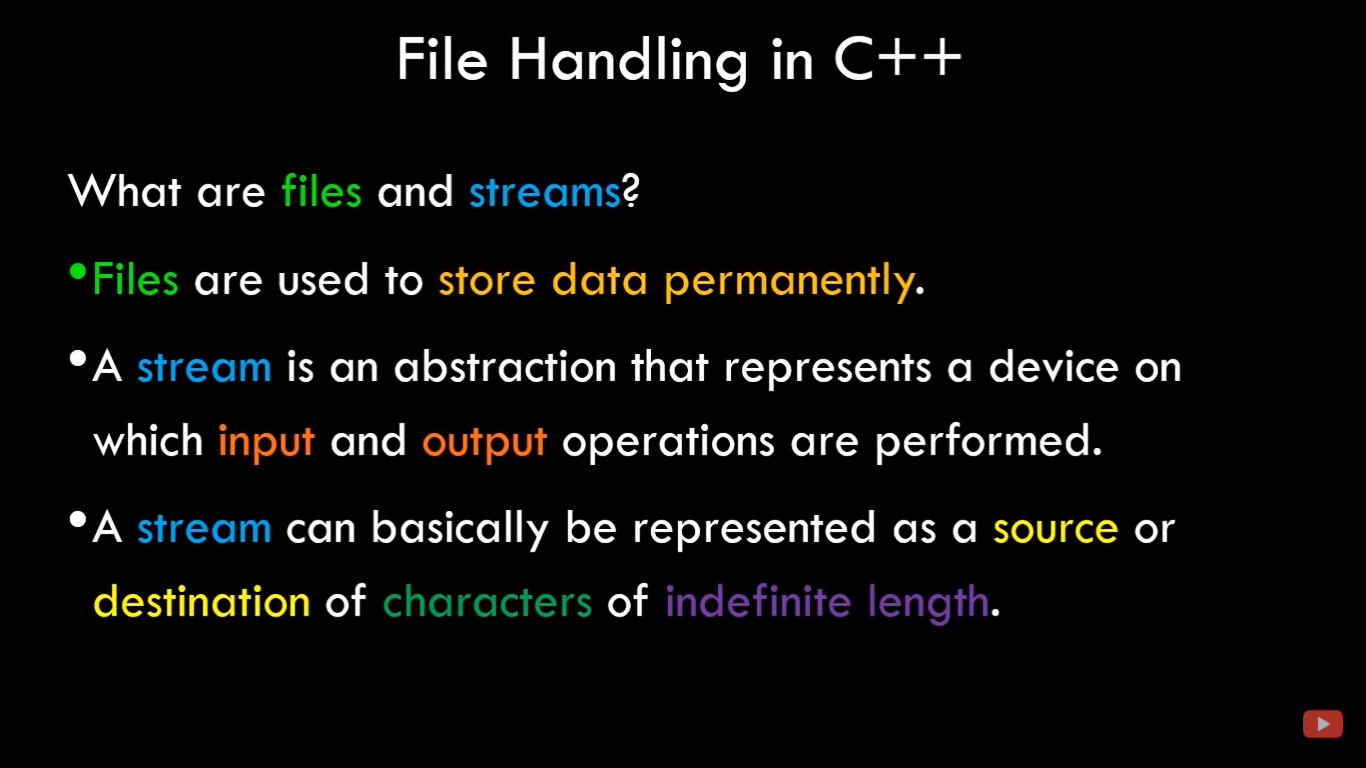 File Handling in C++
What are files and streams?
•Files are used to store data permanently.
•A stream is an abstraction that represents a device on
which input and output operations are performed.
•A stream can basically be represented as a source or
destination of characters of indefinite length.